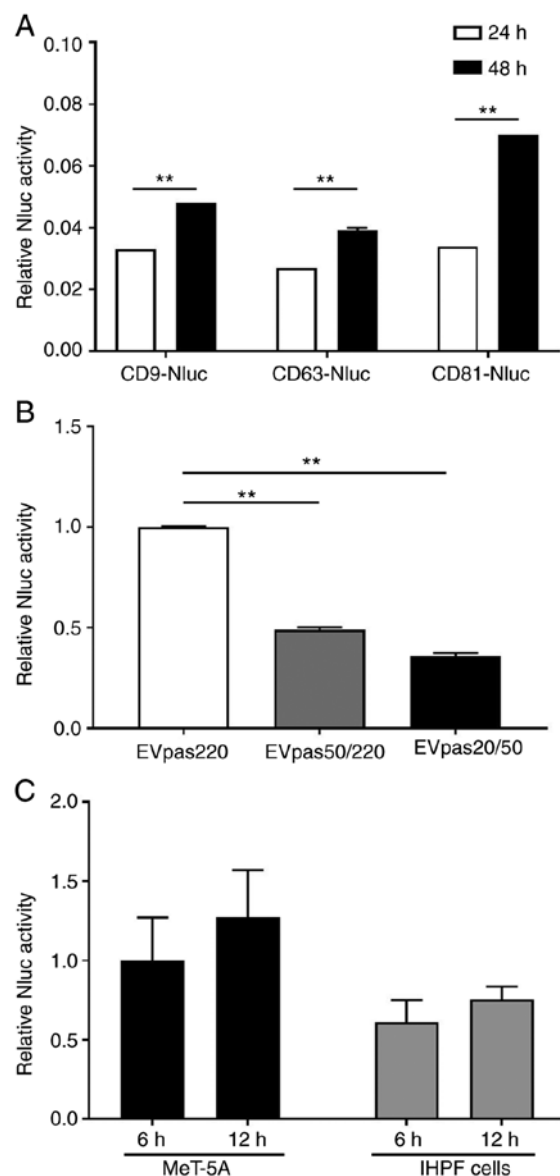 A
24 h
48 h
Relative Nluc activity
0.10
0.08
0.06
0.04
0.02
0.00
**
**
**
CD9-Nluc CD63-Nluc CD81-Nluc
B
Relative Nluc activity
1.5
1.0
0.5
0.0
**
**
EVpas220 EVpas50/220 EVpas20/50
C
Relative Nluc activity
2.0
1.5
1.0
0.5
0.0
6 h 12 h 6 h 12 h
MeT-5A IHPF cells